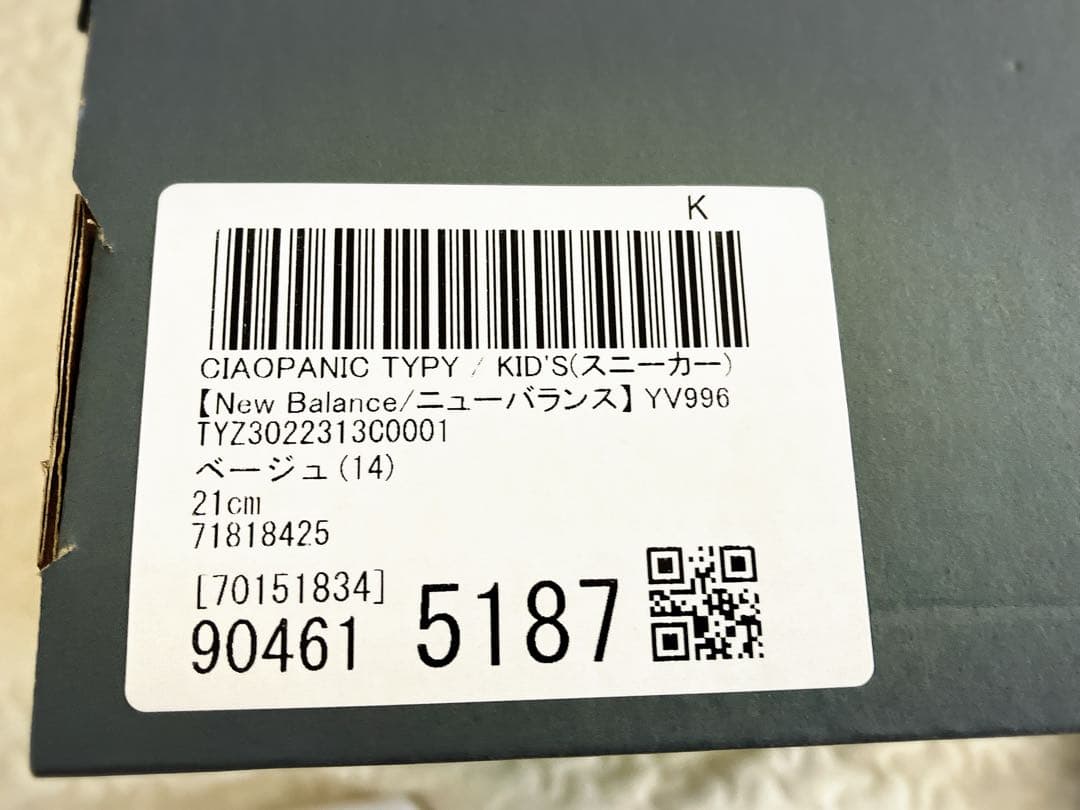 K
CIAOPANIC TYPY / KID'S(スニーカー)
【New Balance/ニューバランス】YV996
TYZ3022313C0001
ベージュ(14)
21cm
71818425
[70151834]
90461 5187